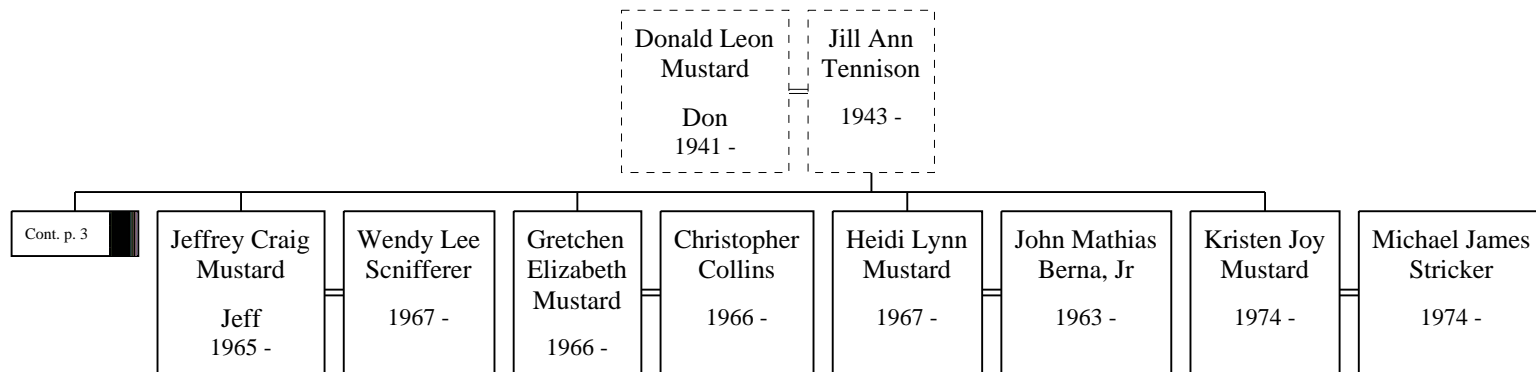 Donald Leon
Mustard
Don
1941 -
Jill Ann
Tennison
1943 -
Cont. p. 3
Jeffrey Craig
Mustard
Jeff
1965 -
Wendy Lee
Scnifferer
1967 -
Gretchen
Elizabeth
Mustard
1966 -
Christopher
Collins
1966 -
Heidi Lynn
Mustard
1967 -
John Mathias
Berna, Jr
1963 -
Kristen Joy
Mustard
1974 -
Michael James
Stricker
1974 -